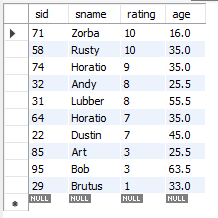 sid sname rating age
71 Zorba 10 16.0
58 Rusty 10 35.0
74 Horatio 9 35.0
32 Andy 8 25.5
31 Lubber 8 55.5
64 Horatio 7 35.0
22 Dustin 7 45.0
85 Art 3 25.5
95 Bob 3 63.5
29 Brutus 1 33.0
NULL NULL NULL NULL